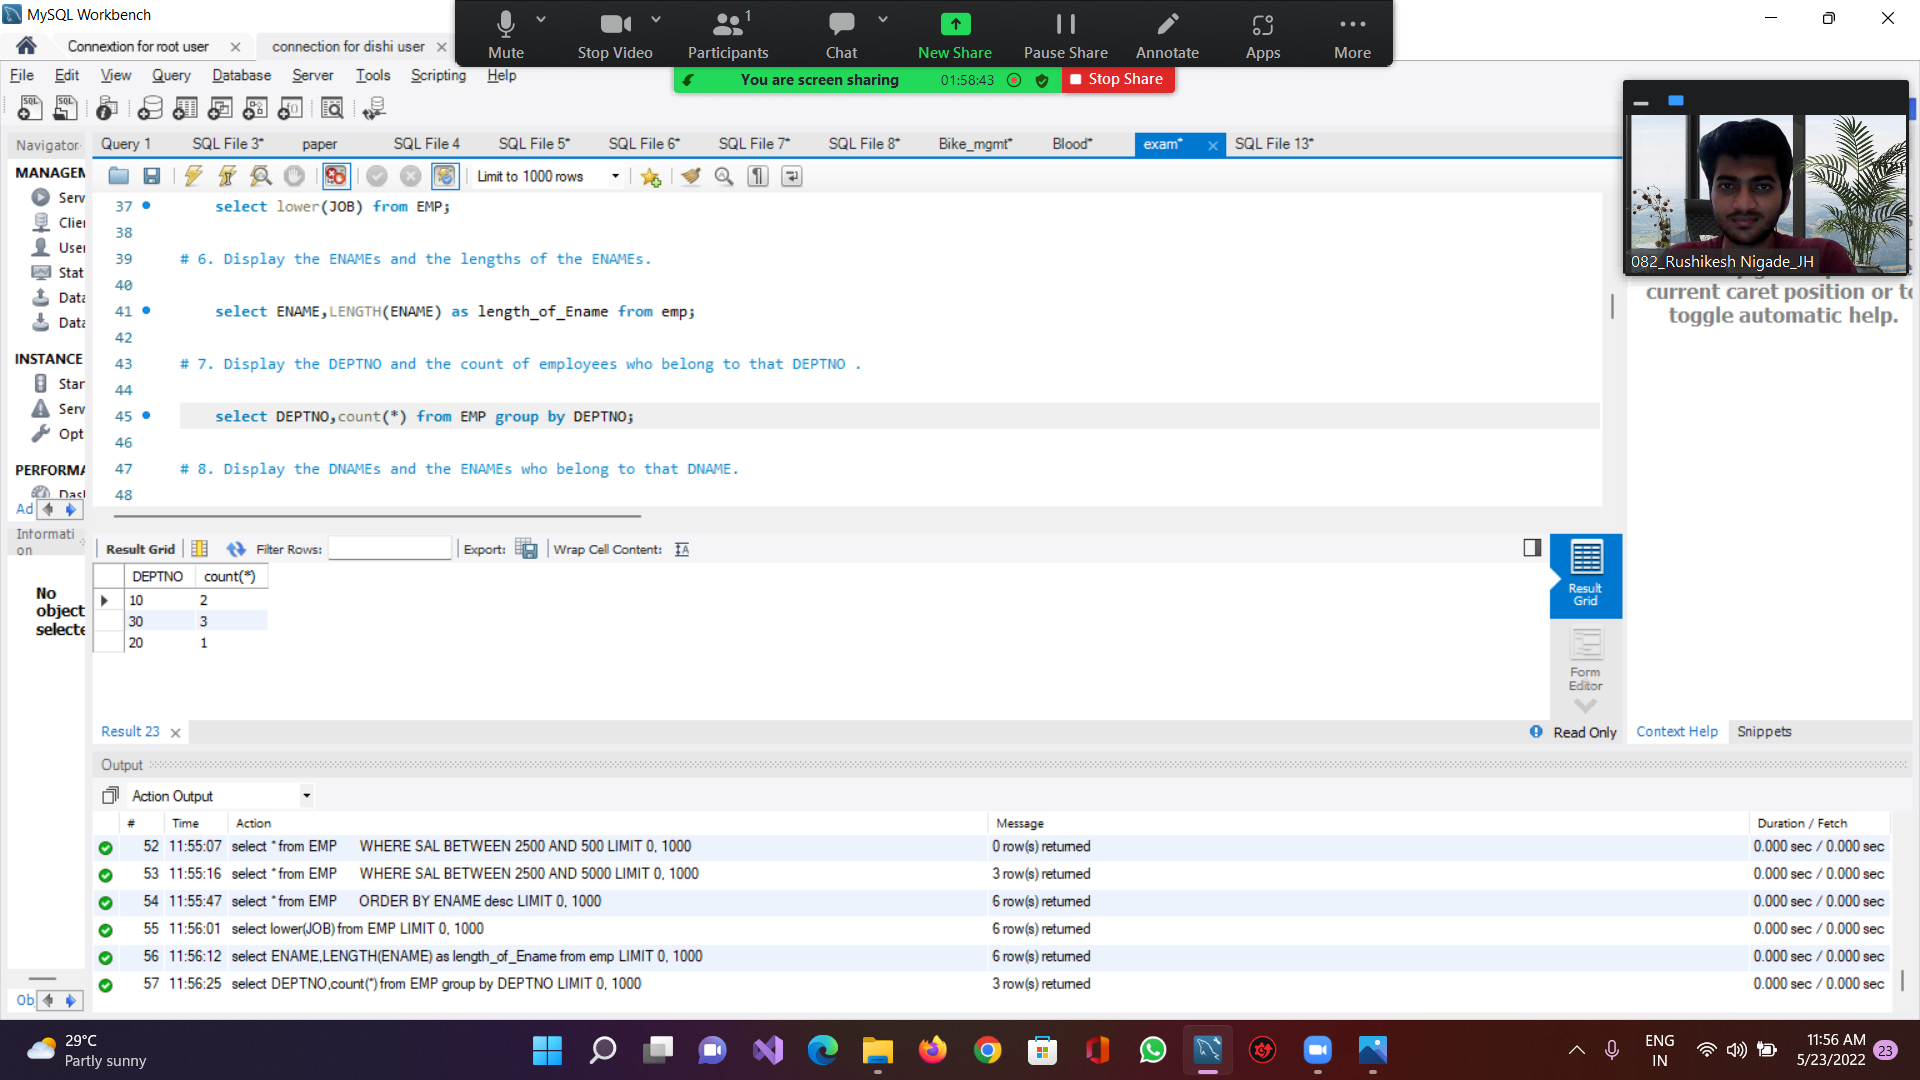 MySQL Workbench
Mute
Stop Video
Participants
1
Chat
New Share
Pause Share
Annotate
Apps
More
Connextion for root user
connection for dishi user
You are screen sharing
01:58:43
Stop Share
File Edit View Query Database Server Tools Scripting Help
Navigator
Query 1
SQL File 3*
paper
SQL File 4
SQL File 5*
SQL File 6*
SQL File 7*
SQL File 8*
Bike_mgmt*
Blood*
exam*
SQL File 13*
MANAGEM
Serv
Clie
User
Stat
Data
Data
INSTANCE
Star
Serv
Opt
PERFORMA
Dasl
Ad
Informati
on
No
object
selecte
Ob
Limit to 1000 rows
37 select lower(JOB) from EMP;
38
39 # 6. Display the ENAMEs and the lengths of the ENAMEs.
40
41 select ENAME,LENGTH(ENAME) as length_of_Ename from emp;
42
43 # 7. Display the DEPTNO and the count of employees who belong to that DEPTNO .
44
45 select DEPTNO,count(*) from EMP group by DEPTNO;
46
47 # 8. Display the DNAMEs and the ENAMEs who belong to that DNAME.
48
082_Rushikesh Nigade_JH
current caret position or to
toggle automatic help.
Result Grid
Filter Rows:
Export:
Wrap Cell Content:
DEPTNO count(*)
10 2
30 3
20 1
Result
Grid
Form
Editor
Result 23
Read Only
Context Help
Snippets
Output
Action Output
# Time Action Message Duration / Fetch
52 11:55:07 select * from EMP WHERE SAL BETWEEN 2500 AND 500 LIMIT 0, 1000 0 row(s) returned 0.000 sec / 0.000 sec
53 11:55:16 select * from EMP WHERE SAL BETWEEN 2500 AND 5000 LIMIT 0, 1000 3 row(s) returned 0.000 sec / 0.000 sec
54 11:55:47 select * from EMP ORDER BY ENAME desc LIMIT 0, 1000 6 row(s) returned 0.000 sec / 0.000 sec
55 11:56:01 select lower(JOB) from EMP LIMIT 0, 1000 6 row(s) returned 0.000 sec / 0.000 sec
56 11:56:12 select ENAME,LENGTH(ENAME) as length_of_Ename from emp LIMIT 0, 1000 6 row(s) returned 0.000 sec / 0.000 sec
57 11:56:25 select DEPTNO,count(*) from EMP group by DEPTNO LIMIT 0, 1000 3 row(s) returned 0.000 sec / 0.000 sec
29°C
Partly sunny
ENG
IN
11:56 AM
5/23/2022
23